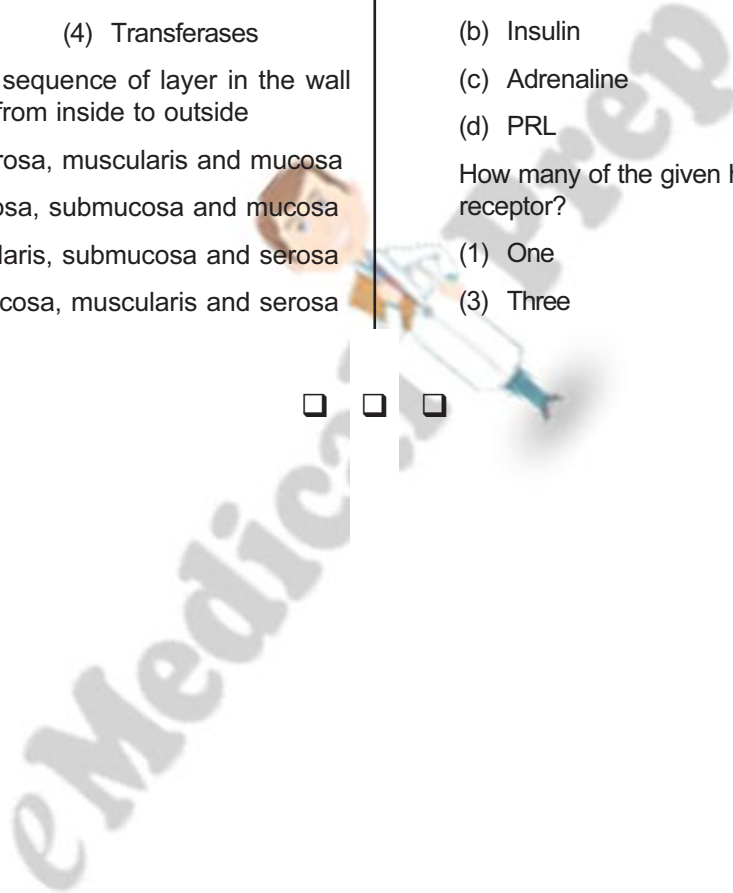 (4) Transferases
sequence of layer in the wall
from inside to outside
rosa, muscularis and mucosa
osa, submucosa and mucosa
laris, submucosa and serosa
cosa, muscularis and serosa
(b) Insulin
(c) Adrenaline
(d) PRL
How many of the given
receptor?
(1) One
(3) Three
eMedical Prep